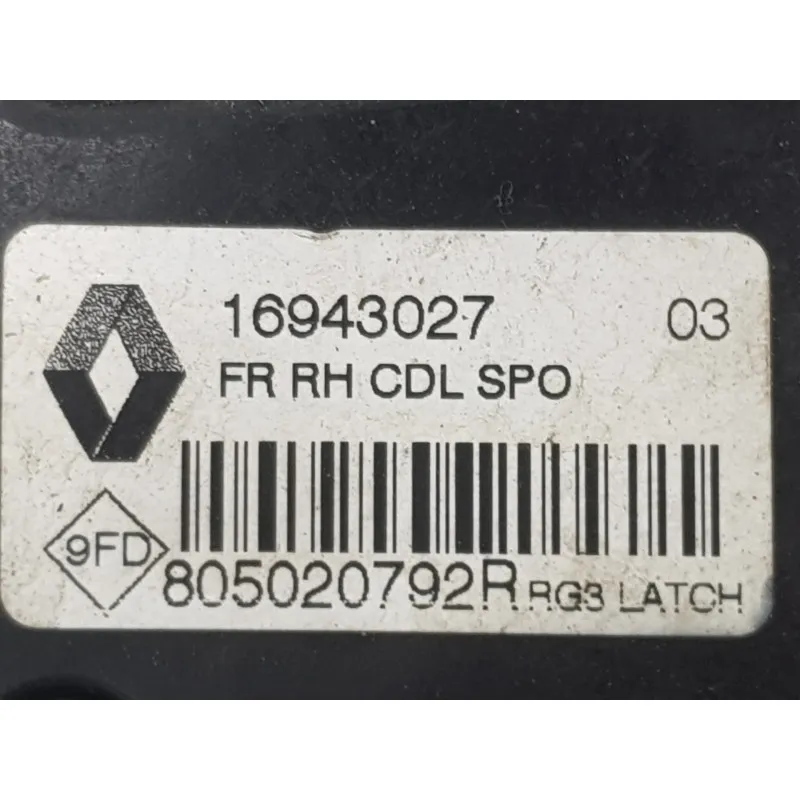 16943027 03
FR RH CDL SPO
9FD
805020792R RG3 LATCH